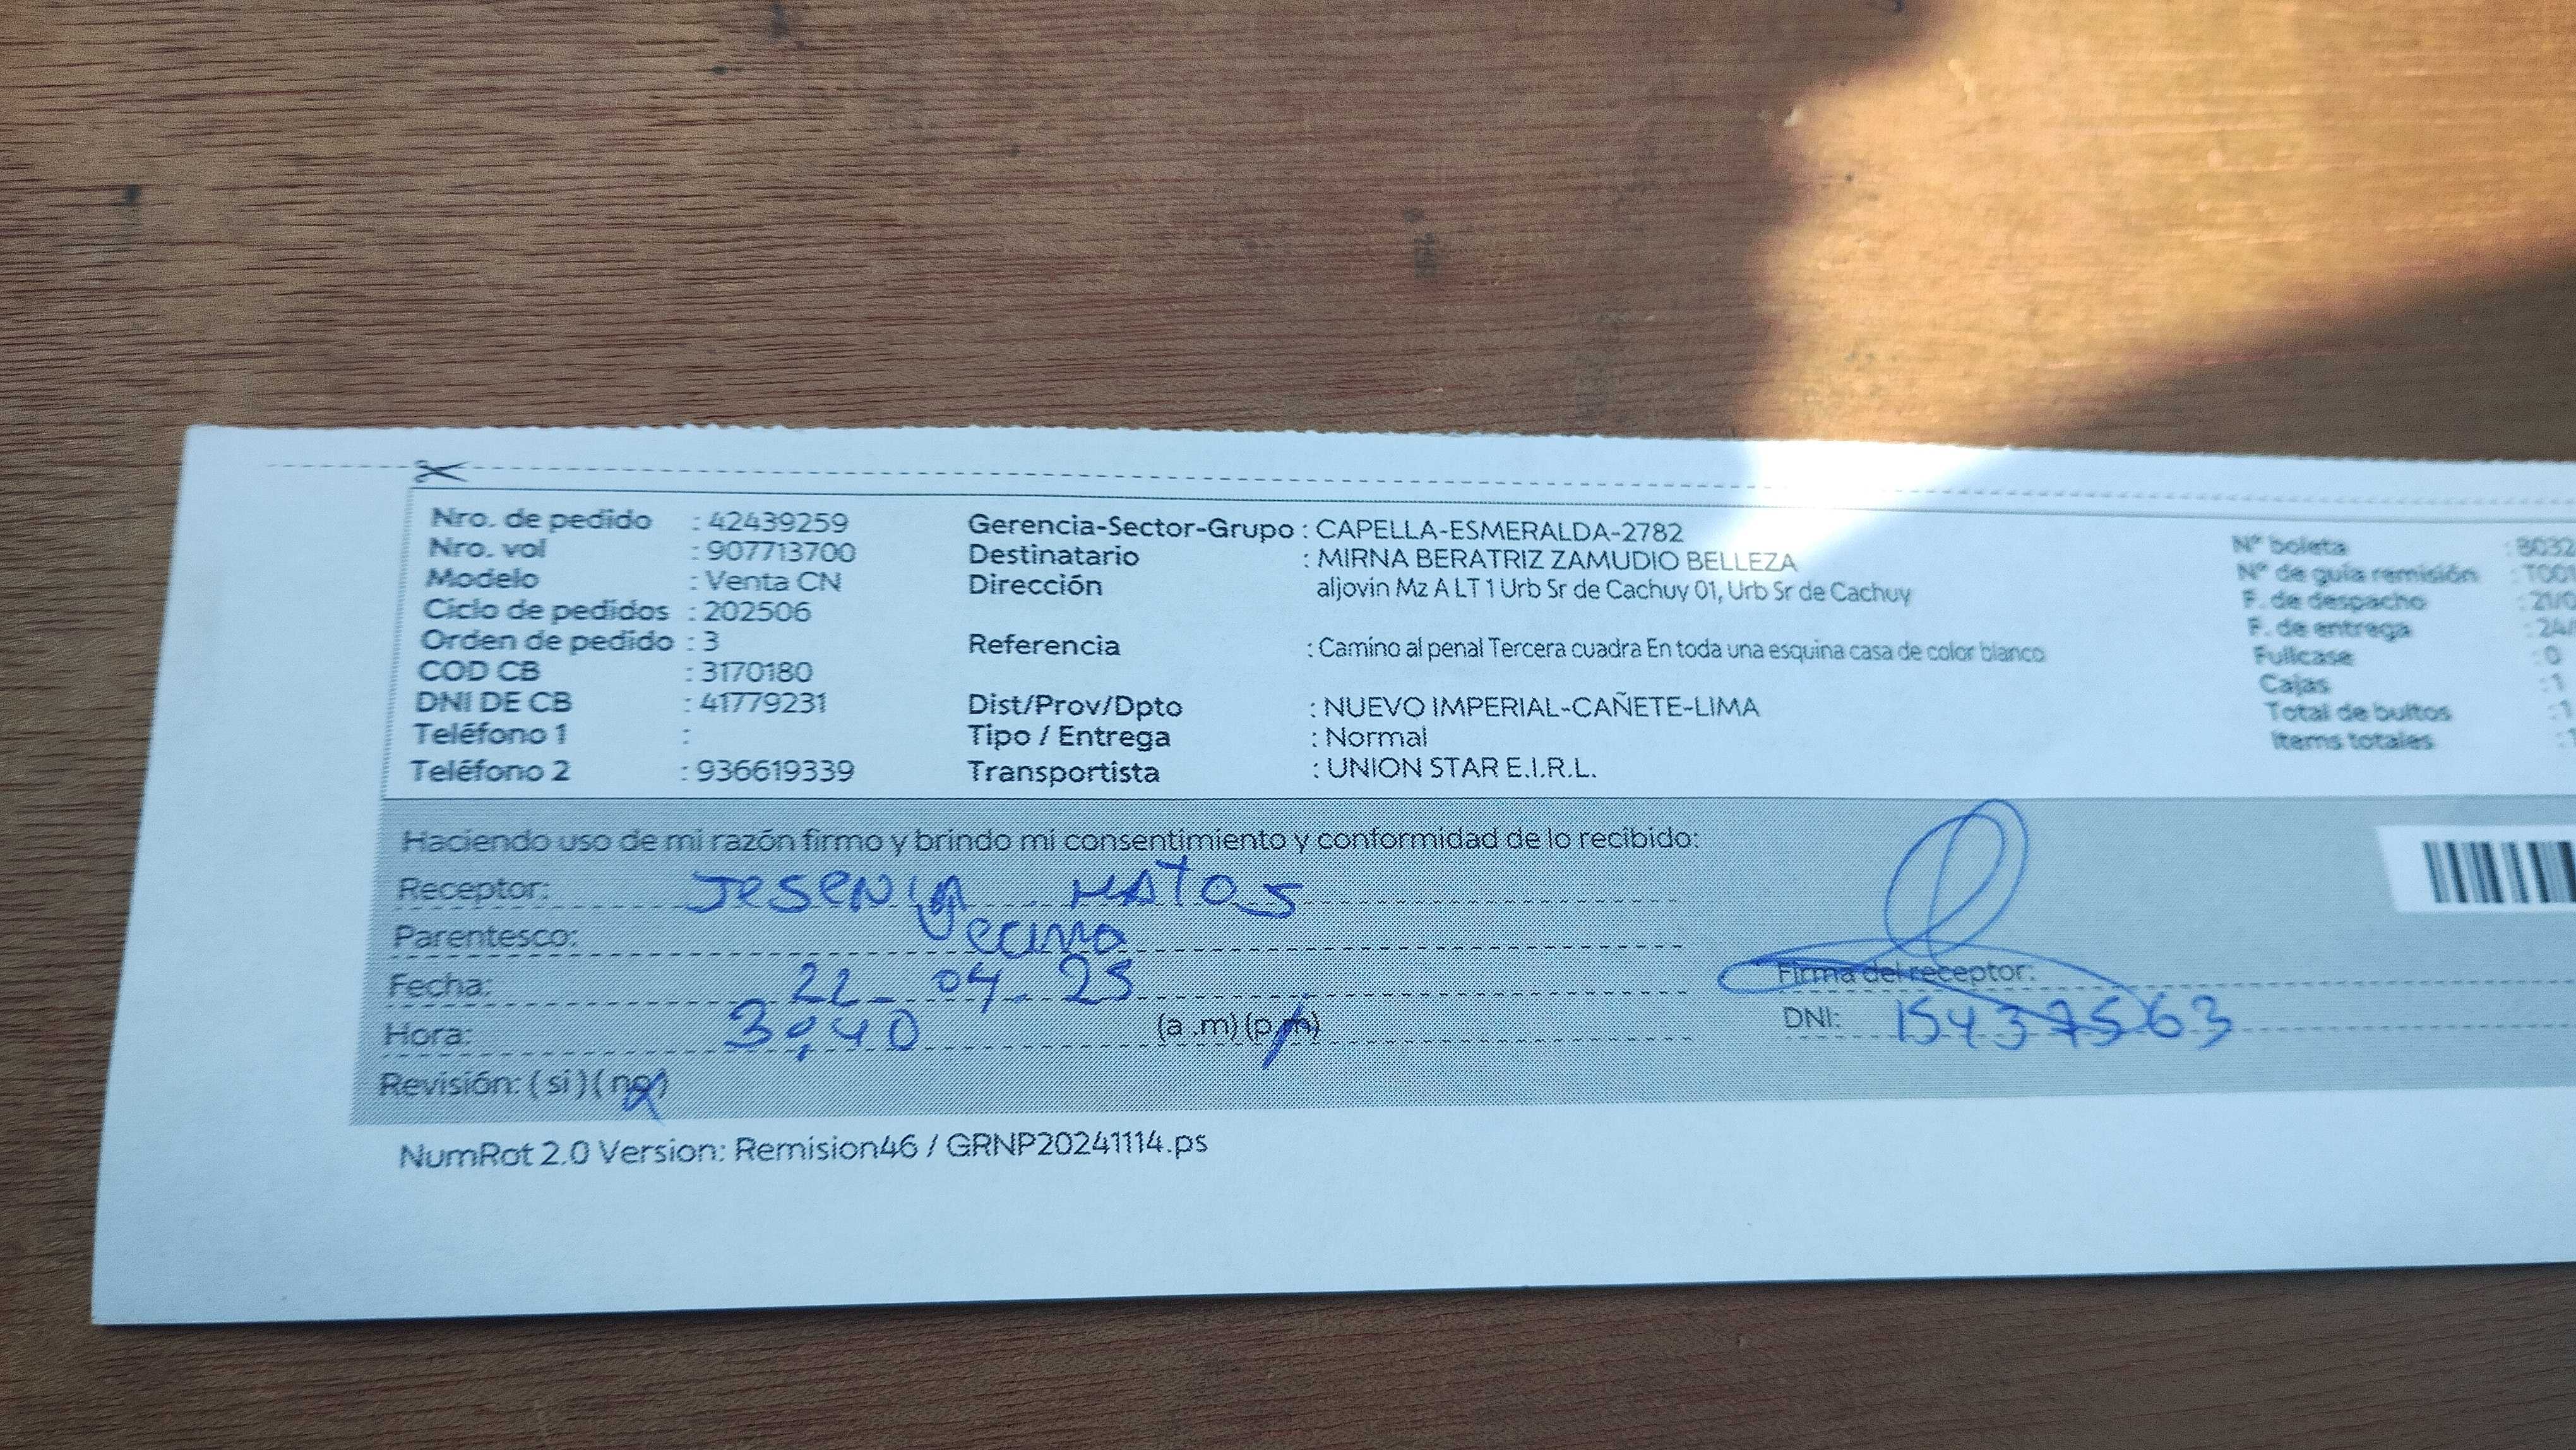 Nro. de pedido : 42439259
Nro. vol : 907713700
Modelo : Venta CN
Ciclo de pedidos : 202506
Orden de pedido : 3
COD CB : 3170180
DNI DE CB : 41779231
Teléfono 1 :
Teléfono 2 : 936619339
Gerencia-Sector-Grupo : CAPELLA-ESMERALDA-2782
Destinatario : MIRNA BERATRIZ ZAMUDIO BELLEZA
Dirección aljovin Mz A LT 1 Urb Sr de Cachuy 01, Urb Sr de Cachuy
Referencia : Camino al penal Tercera cuadra En toda una esquina casa de color blanco
Dist/Prov/Dpto : NUEVO IMPERIAL-CAÑETE-LIMA
Tipo / Entrega : Normal
Transportista : UNION STAR E.I.R.L.
N° boleta : B032
N° de guía remisión : T001
F. de despacho : 21/0
F. de entrega : 24/
Fullcase : 0
Cajas : 1
Total de bultos : 1
Items totales : 1
Haciendo uso de mi razón firmo y brindo mi consentimiento y conformidad de lo recibido:
Receptor: JESENIA MATOS
Parentesco: Vecina
Fecha: 22 - 04 - 25
Hora: 3:40 (a .m) (p.m)
Revisión: ( si ) ( no )
Firma del receptor:
DNI: 15437563
NumRot 2.0 Version: Remision46 / GRNP20241114.ps